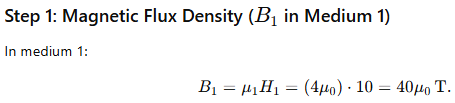 Step 1: Magnetic Flux Density (B₁ in Medium 1)
In medium 1:
B₁ = μ₁H₁ = (4μ₀) · 10 = 40μ₀ T.